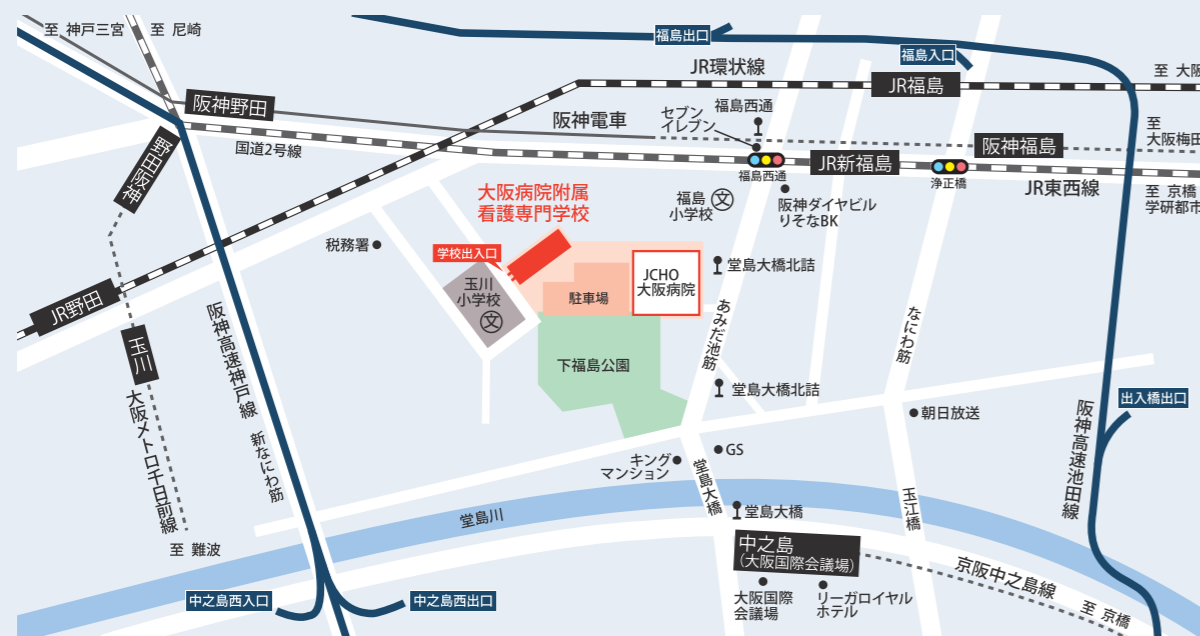 至 神戸三宮
至 尼崎
福島出口
福島入口
JR環状線
JR福島
至 大阪
阪神野田
阪神電車
セブン
イレブン
福島西通
阪神福島
至
大阪梅田
国道2号線
野田阪神
福島西通
JR新福島
浄正橋
JR東西線
至 京橋
学研都市
大阪病院附属
看護専門学校
福島
小学校
文
阪神ダイヤビル
りそなBK
税務署
学校出入口
玉川
小学校
文
駐車場
JCHO
大阪病院
堂島大橋北詰
JR野田
玉川
阪神高速神戸線
あみだ池筋
なにわ筋
下福島公園
堂島大橋北詰
大阪メトロ千日前線
新なにわ筋
朝日放送
出入橋出口
阪神高速池田線
GS
キング
マンション
堂島大橋
玉江橋
堂島川
堂島大橋
至 難波
中之島
(大阪国際会議場)
京阪中之島線
至 京橋
中之島西入口
中之島西出口
大阪国際
会議場
リーガロイヤル
ホテル